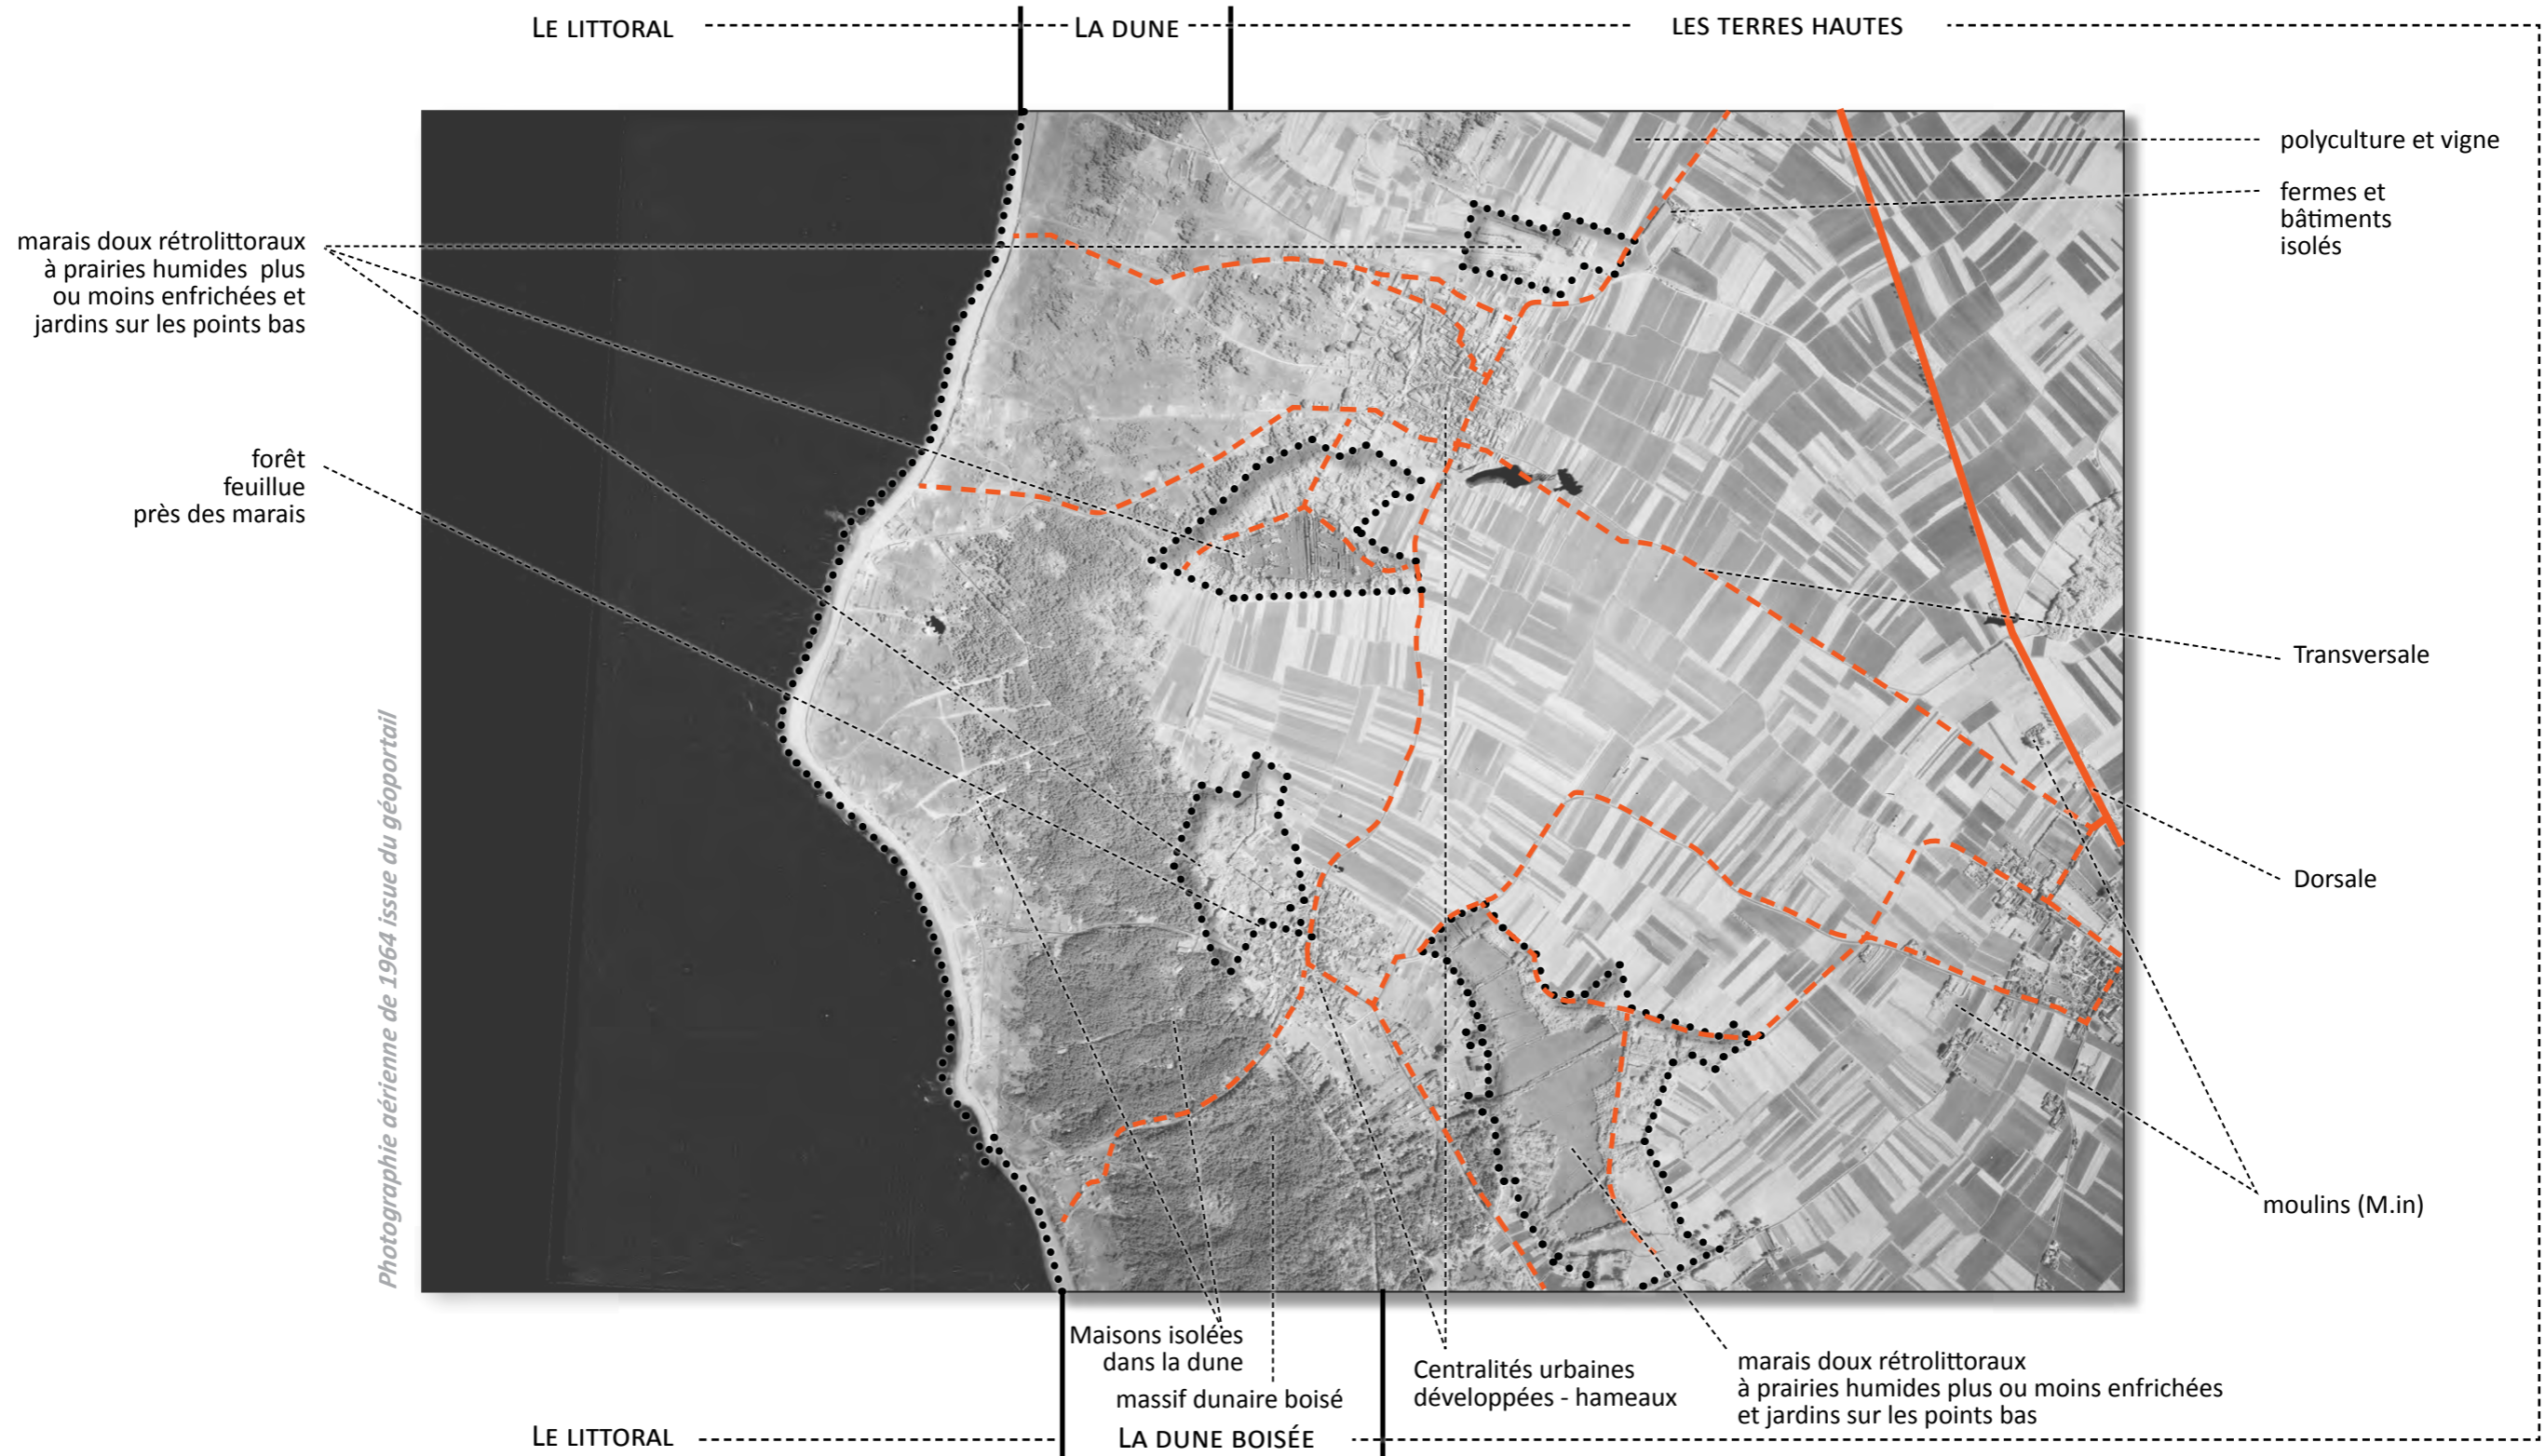 LE LITTORAL
LA DUNE
LES TERRES HAUTES
polyculture et vigne
fermes et
bâtiments
isolés
marais doux rétrolittoraux
à prairies humides plus
ou moins enfrichées et
jardins sur les points bas
forêt
feuillue
près des marais
Transversale
Dorsale
moulins (M.in)
Photographie aérienne de 1964 issue du géoportail
Maisons isolées
dans la dune
massif dunaire boisé
Centralités urbaines
développées - hameaux
marais doux rétrolittoraux
à prairies humides plus ou moins enfrichées
et jardins sur les points bas
LE LITTORAL
LA DUNE BOISÉE